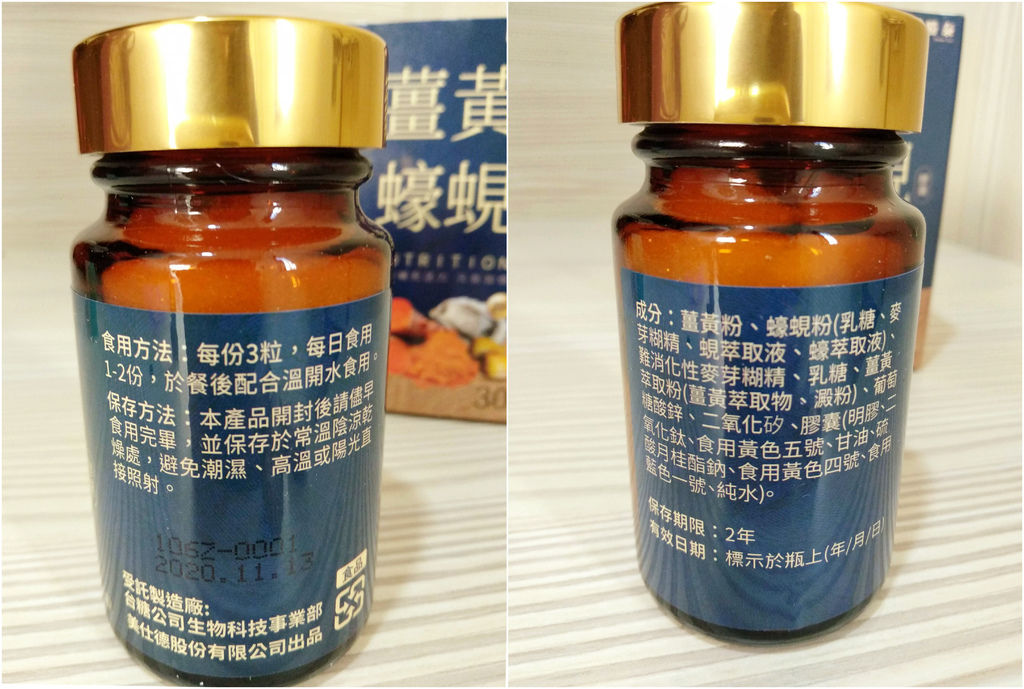 薑黃
蠔蜆
NTRITION
30
食用方法：每份3粒，每日食用
1-2份，於餐後配合溫開水食用。
保存方法：本產品開封後請儘早
食用完畢，並保存於常溫陰涼乾
燥處，避免潮濕、高溫或陽光直
接照射。
106Z-0001
2020.11.13
食品
受託製造廠:
台糖公司生物科技事業部
美仕德股份有限公司出品
蜆
成分：薑黃粉、蠔蜆粉(乳糖、麥
芽糊精、蜆萃取液、蠔萃取液)、
難消化性麥芽糊精、乳糖、薑黃
萃取粉(薑黃萃取物、澱粉)、葡萄
糖酸鋅、二氧化矽、膠囊(明膠、二
氧化鈦、食用黃色五號、甘油、硫
酸月桂酯鈉、食用黃色四號、食用
藍色一號、純水)。
保存期限：2年
有效日期：標示於瓶上(年/月/日)